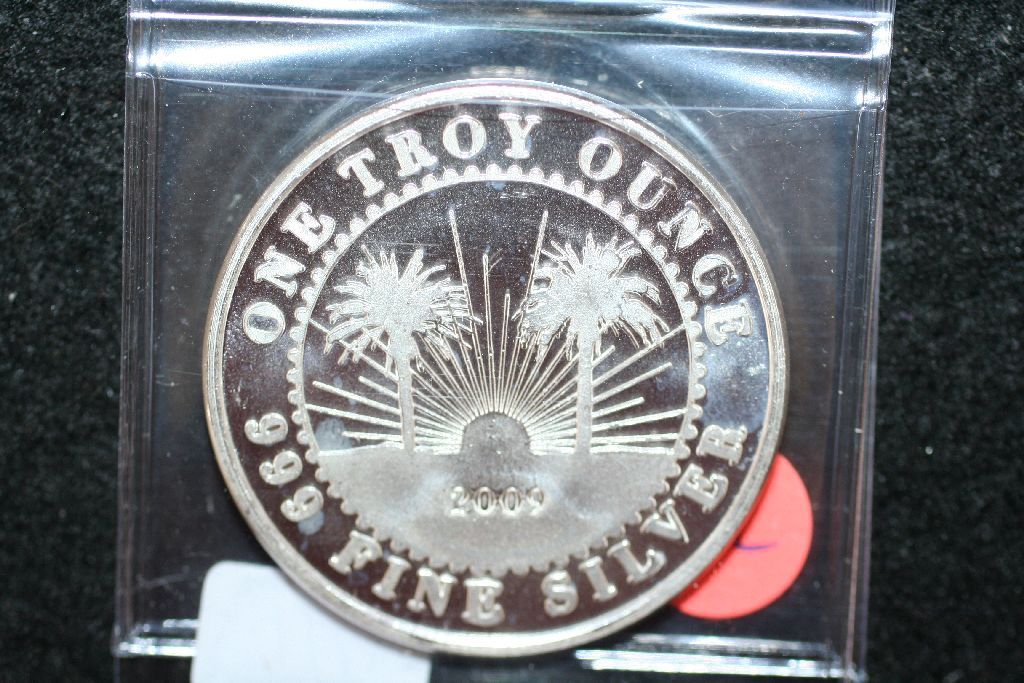 ONE TROY OUNCE
2009
999 FINE SILVER